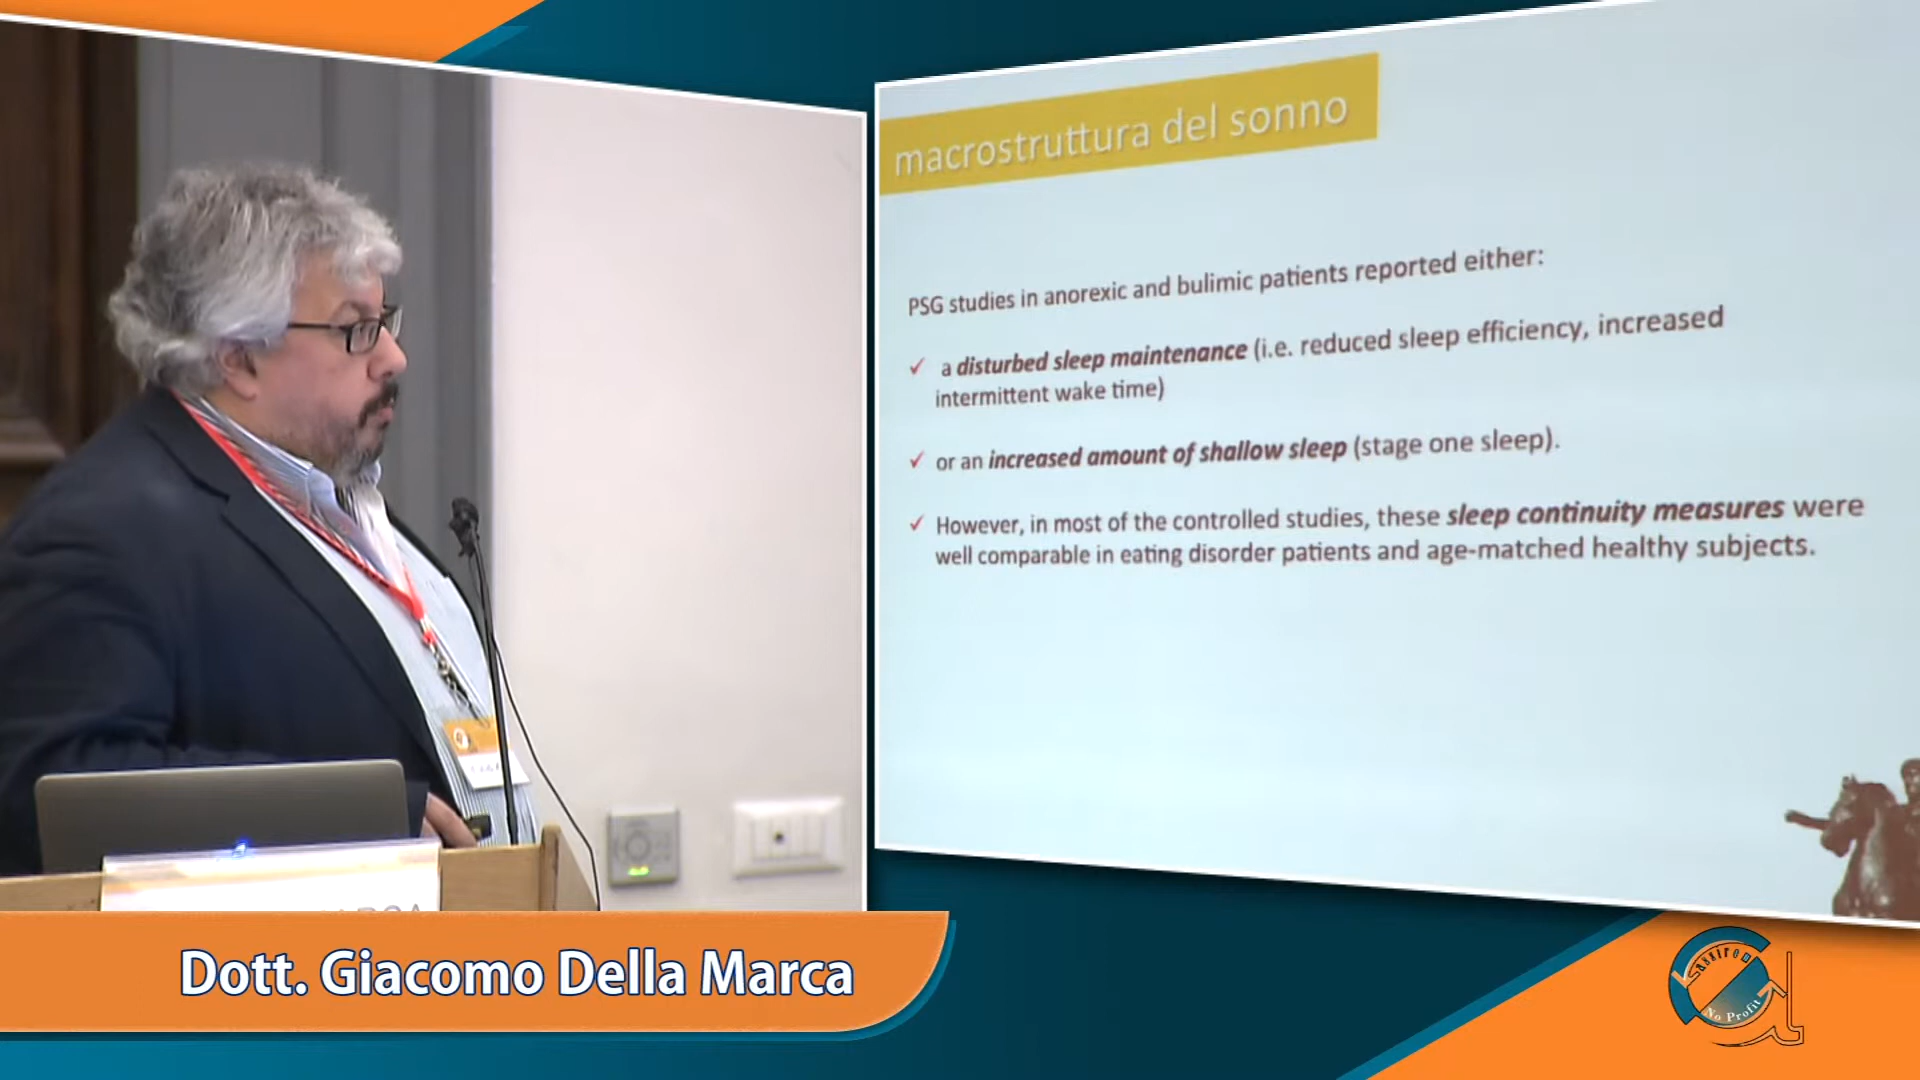 macrostruttura del sonno
PSG studies in anorexic and bulimic patients reported either:
✓ a disturbed sleep maintenance (i.e. reduced sleep efficiency, increased
intermittent wake time)
✓ or an increased amount of shallow sleep (stage one sleep).
✓ However, in most of the controlled studies, these sleep continuity measures were
well comparable in eating disorder patients and age-matched healthy subjects.
Dott. Giacomo Della Marca
No Profit